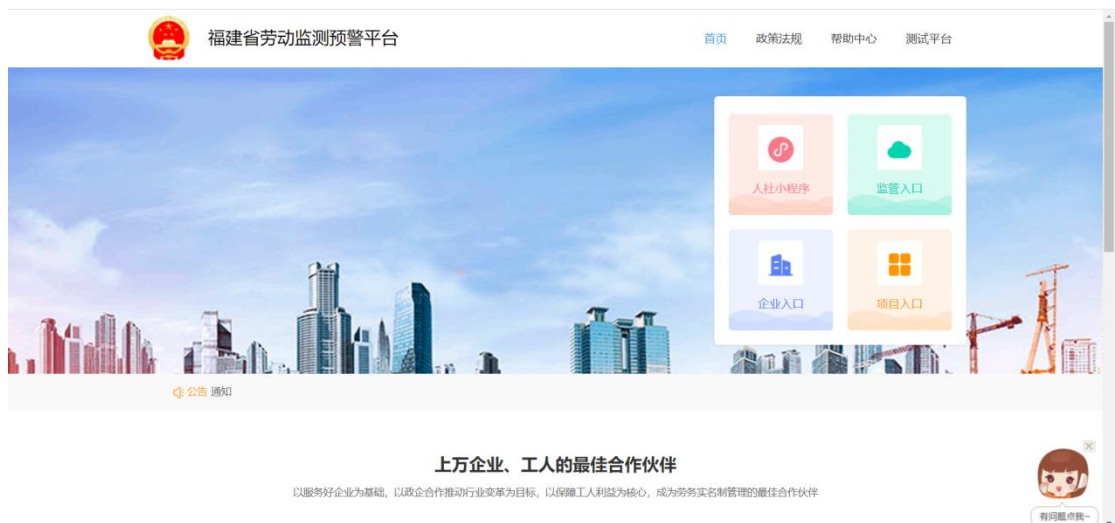 福建省劳动监测预警平台
首页 政策法规 帮助中心 测试平台
人社小程序 监管入口
企业入口 项目入口
公告 通知
上万企业、工人的最佳合作伙伴
以服务好企业为基础，以政企合作推动行业变革为目标，以保障工人利益为核心，成为劳务实名制管理的最佳合作伙伴
有问题点我~